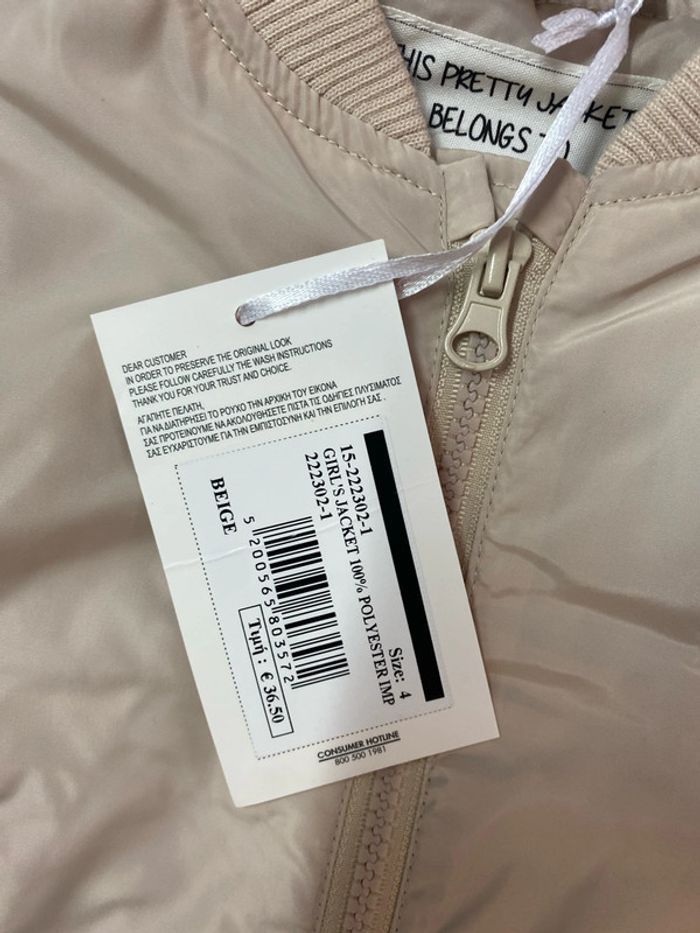 THIS PRETTY JACKET
BELONGS TO
DEAR CUSTOMER
IN ORDER TO PRESERVE THE ORIGINAL LOOK
PLEASE FOLLOW CAREFULLY THE WASH INSTRUCTIONS
THANK YOU FOR YOUR TRUST AND CHOICE.
ΑΓΑΠΗΤΕ ΠΕΛΑΤΗ,
ΓΙΑ ΝΑ ΔΙΑΤΗΡΗΣΕΙ ΤΟ ΡΟΥΧΟ ΤΗΝ ΑΡΧΙΚΗ ΤΟΥ ΕΙΚΟΝΑ
ΣΑΣ ΠΡΟΤΕΙΝΟΥΜΕ ΝΑ ΑΚΟΛΟΥΘΗΣΕΤΕ ΠΙΣΤΑ ΤΙΣ ΟΔΗΓΙΕΣ ΠΛΥΣΙΜΑΤΟΣ
ΣΑΣ ΕΥΧΑΡΙΣΤΟΥΜΕ ΓΙΑ ΤΗΝ ΕΜΠΙΣΤΟΣΥΝΗ ΚΑΙ ΤΗΝ ΕΠΙΛΟΓΗ ΣΑΣ .
Size: 4
15-222302-1
GIRL'S JACKET 100% POLYESTER IMP
222302-1
BEIGE
5 200565 803572
Τιμή : € 36.50
CONSUMER HOTLINE
800 500 1981